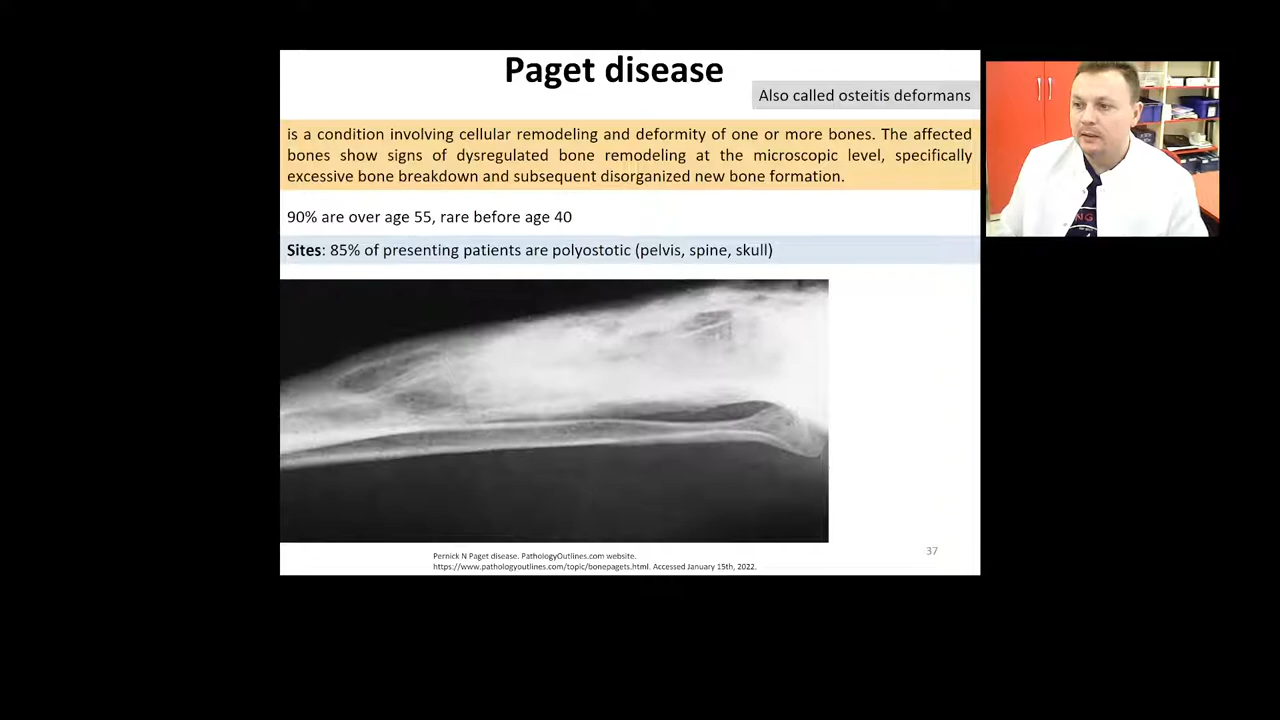 Paget disease
Also called osteitis deformans
is a condition involving cellular remodeling and deformity of one or more bones. The affected
bones show signs of dysregulated bone remodeling at the microscopic level, specifically
excessive bone breakdown and subsequent disorganized new bone formation.
90% are over age 55, rare before age 40
Sites: 85% of presenting patients are polyostotic (pelvis, spine, skull)
Pernick N Paget disease. PathologyOutlines.com website.
https://www.pathologyoutlines.com/topic/bonepagets.html. Accessed January 15th, 2022.
37